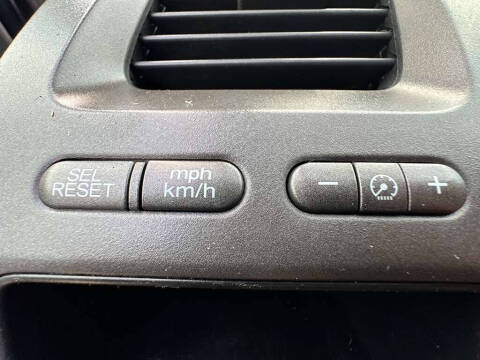 SEL
RESET
mph
km/h
− +